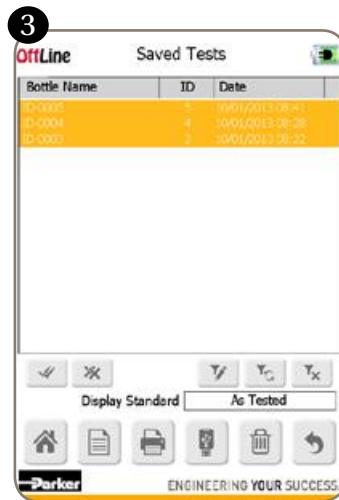 3
OffLine Saved Tests
Bottle Name ID Date
ID-0005 5 10/01/2013 08:41
ID-0004 4 10/01/2013 08:28
ID-0003 3 10/01/2013 08:22
Display Standard As Tested
Parker ENGINEERING YOUR SUCCESS.